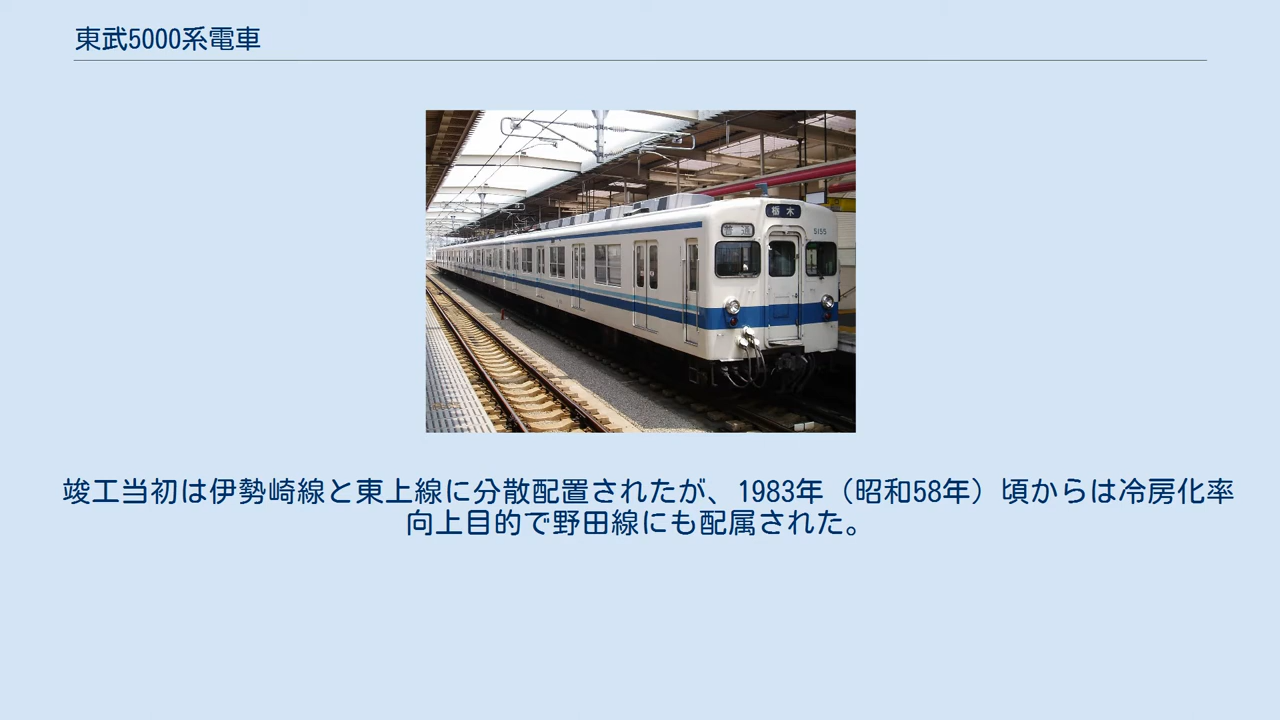 東武5000系電車
栃木
普通
5155
竣工当初は伊勢崎線と東上線に分散配置されたが、1983年（昭和58年）頃からは冷房化率
向上目的で野田線にも配属された。